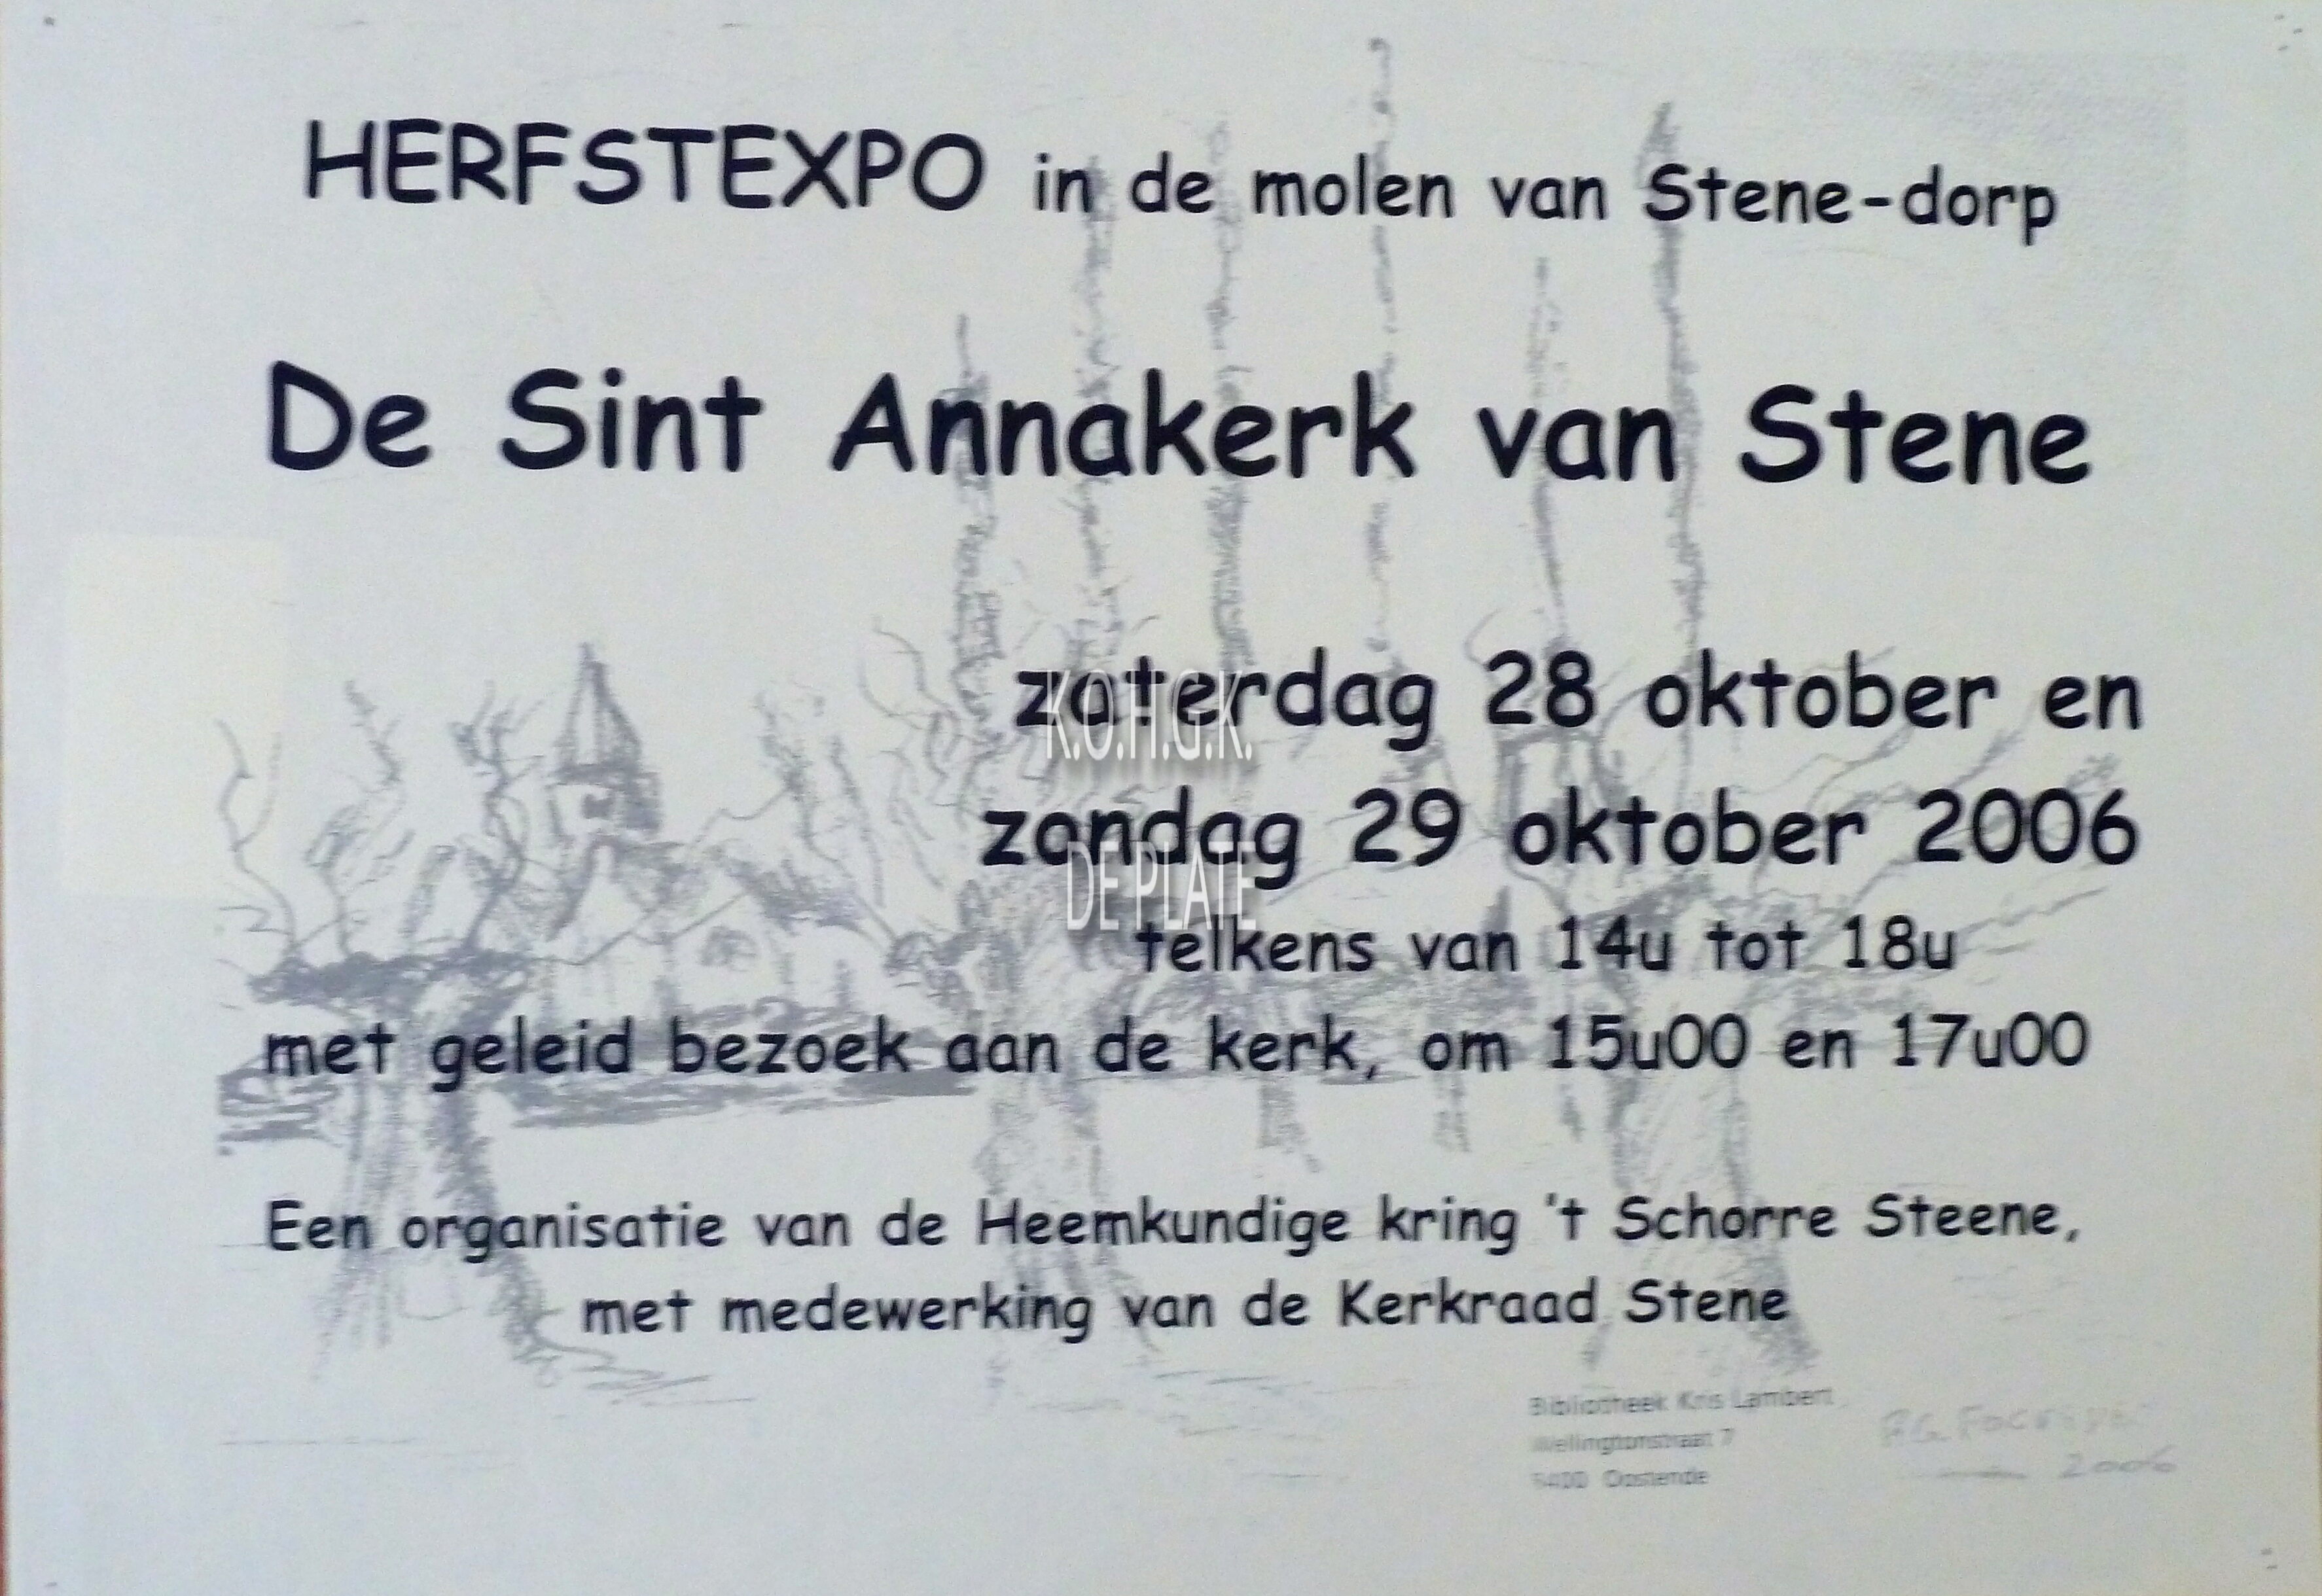 HERFSTEXPO in de molen van Stene-dorp
De Sint Annakerk van Stene
zaterdag 28 oktober en
K.O.H.G.K.
zondag 29 oktober 2006
DE PLATE
telkens van 14u tot 18u
met geleid bezoek aan de kerk, om 15u00 en 17u00
Een organisatie van de Heemkundige kring 't Schorre Steene,
met medewerking van de Kerkraad Stene
Bibliotheek Kris Lambert
Wellingtonstraat 7
8400 Oostende
2006